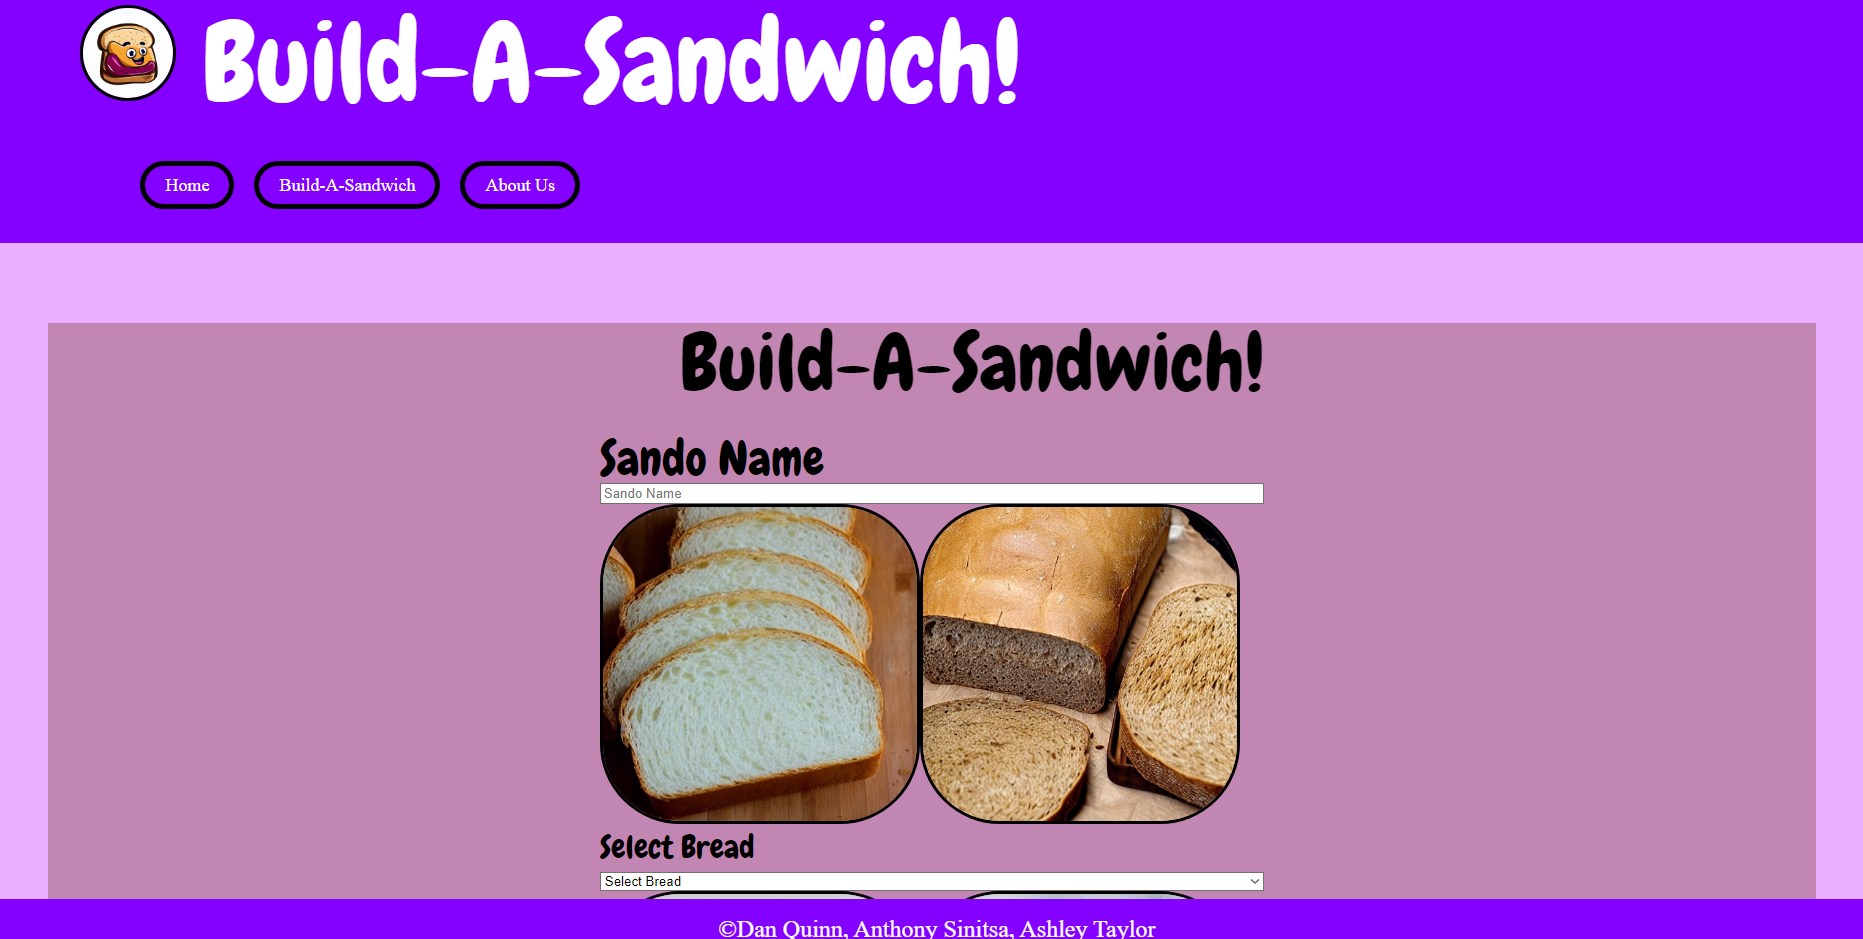 Build-A-Sandwich!
Home
Build-A-Sandwich
About Us
Build-A-Sandwich!
Sando Name
Sando Name
Select Bread
Select Bread
©Dan Quinn, Anthony Sinitsa, Ashley Taylor